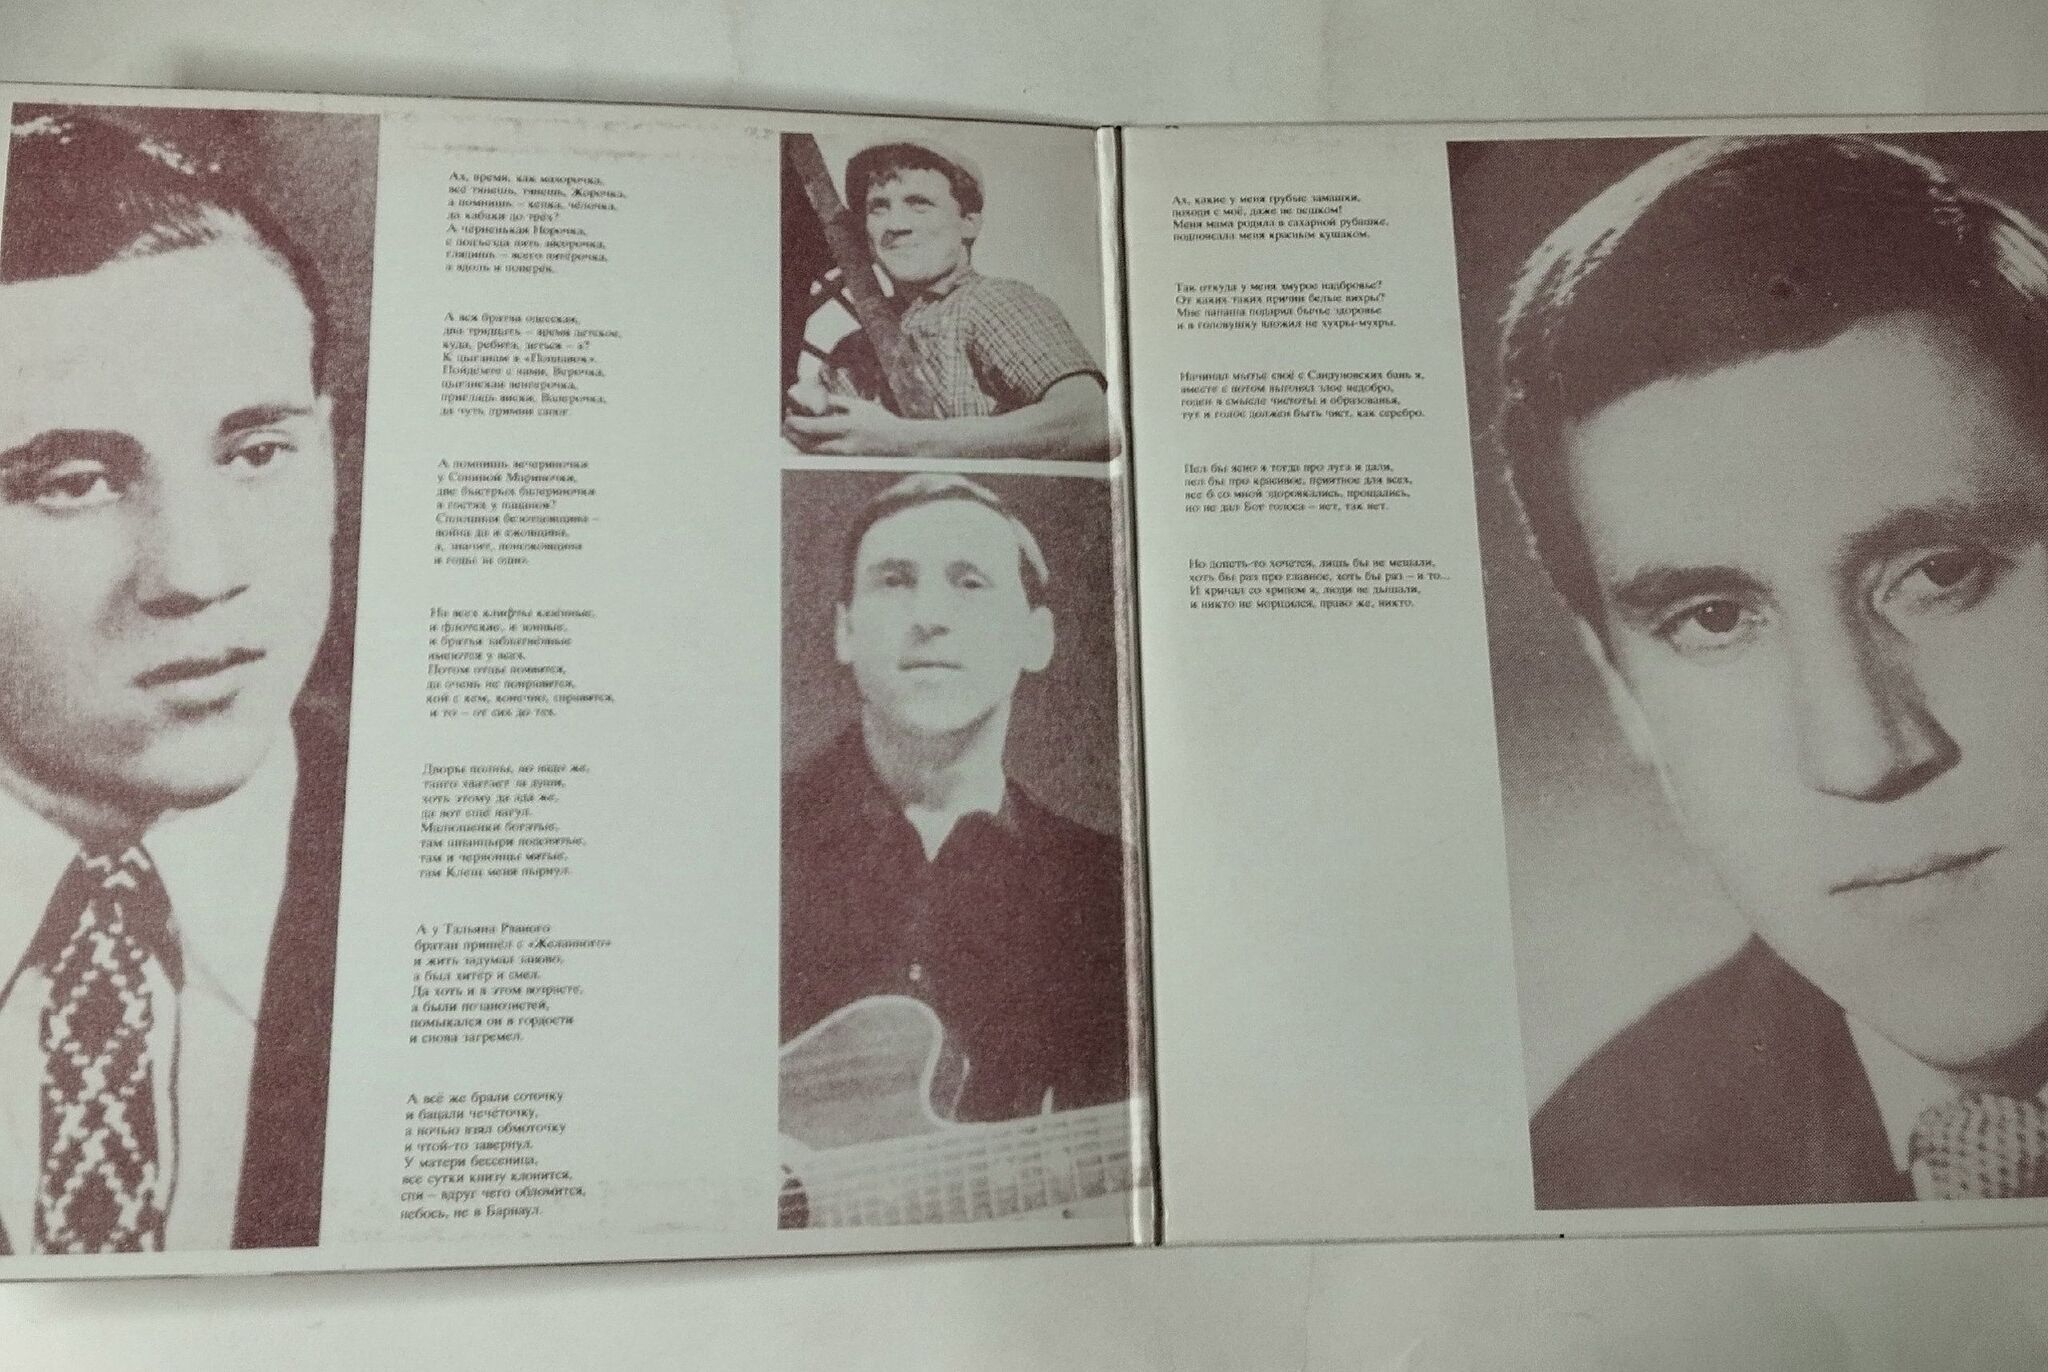 Ах, время, как махорочка,
всё тянешь, тянешь, Жорочка,
а помнишь – кепка, чёлочка,
да кабаки до трёх?
А черненькая Норочка,
с подъезда пять айсорочка,
глядишь – всего пятёрочка,
а вдоль и поперёк.
А вся братва одесская,
два тридцать – время детское,
куда, ребята, деться – а?
К цыганам в «Поплавок».
Пойдёмте с нами, Верочка,
цыганская венгерочка,
пригладь виски, Валерочка,
да чуть примни сапог.
А помнишь вечериночки
у Сониной Мариночки,
две быстрых балериночки
в гостях у пацанов?
Сплошная безотцовщина –
война да и ежовщина,
а, значит, поножовщина
и годы
На всех клифты казённые,
и флотские, и зонные,
и братья заблатнённые
имеются у всех.
Потом отцы появятся,
да очень не понравятся,
кой с кем, конечно, справятся,
и то – от сих до тех.
Дворы полны, ну надо же,
танго хватает за души,
хоть этому да рады же,
да вот ещё нагул.
Малюшенки богатые,
там шпанцыри подснятые,
там и червонцы мятые,
там Клещ меня пырнул.
А у Тальяна Рваного
братан пришёл с «Желанного»
и жить задумал заново,
а был хитёр и смел.
Да хоть и в этом возрасте,
а были позанозистей,
помыкался он в гордости
и снова загремел.
А всё же брали соточку
и бацали чечёточку,
а ночью взял обмоточку
и чтой-то завернул.
У матери бессонница,
все сутки книзу клонится,
спи – вдруг чего обломится,
небось, не в Барнаул.
Ах, какие у меня грубые замашки,
походи с моё, даже не пешком!
Меня мама родила в сахарной рубашке,
подпоясала меня красным кушаком.
Так откуда у меня хмурое надбровье?
От каких таких причин белые вихры?
Мне папаша подарил бычье здоровье
и в головушку вложил не хухры-мухры.
Начинал мытьё своё с Сандуновских бань я,
вместе с потом выгонял злое недобро,
годен в смысле чистоты и образованья,
тут и голос должен быть чист, как серебро.
Пел бы ясно я тогда про луга и дали,
пел бы про красивое, приятное для всех,
все б со мной здоровкались, прощались,
но не дал Бог голоса – нет, так нет.
Но допеть-то хочется, лишь бы не мешали,
хоть бы раз про главное, хоть бы раз – и то...
И кричал со хрипом я, люди не дышали,
и никто не морщился, право же, никто.